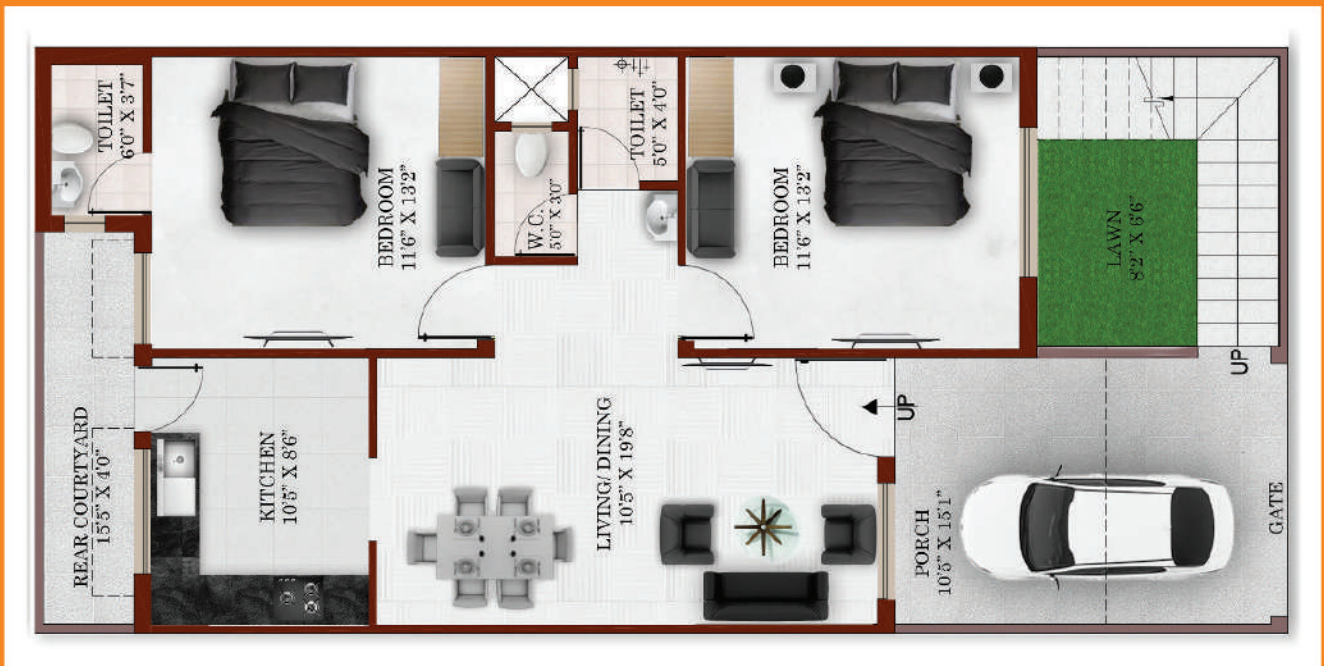 TOILET
6'0" X 3'7"
BEDROOM
11'6" X 13'2"
W.C.
5'0" X 3'0"
TOILET
5'0" X 4'0"
BEDROOM
11'6" X 13'2"
LAWN
8'2" X 6'6"
UP
REAR COURTYARD
15'5" X 4'0"
KITCHEN
10'5" X 8'6"
LIVING/ DINING
10'5" X 19'8"
UP
PORCH
10'5" X 15'1"
GATE